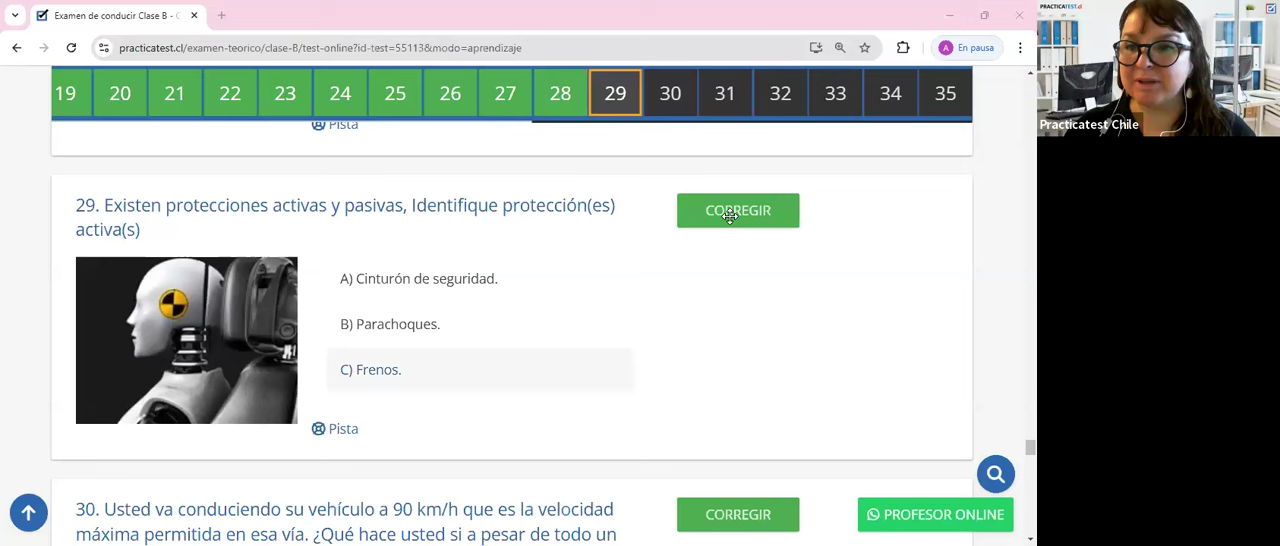 Examen de conducir Clase B - C
practicatest.cl/examen-teorico/clase-B/test-online?id-test=55113&modo=aprendizaje
A En pausa
PRACTICATEST.cl
Practicatest Chile
19 20 21 22 23 24 25 26 27 28 29 30 31 32 33 34 35
Pista
29. Existen protecciones activas y pasivas, Identifique protección(es)
activa(s)
CORREGIR
A) Cinturón de seguridad.
B) Parachoques.
C) Frenos.
Pista
30. Usted va conduciendo su vehículo a 90 km/h que es la velocidad
máxima permitida en esa vía. ¿Qué hace usted si a pesar de todo un
CORREGIR
PROFESOR ONLINE